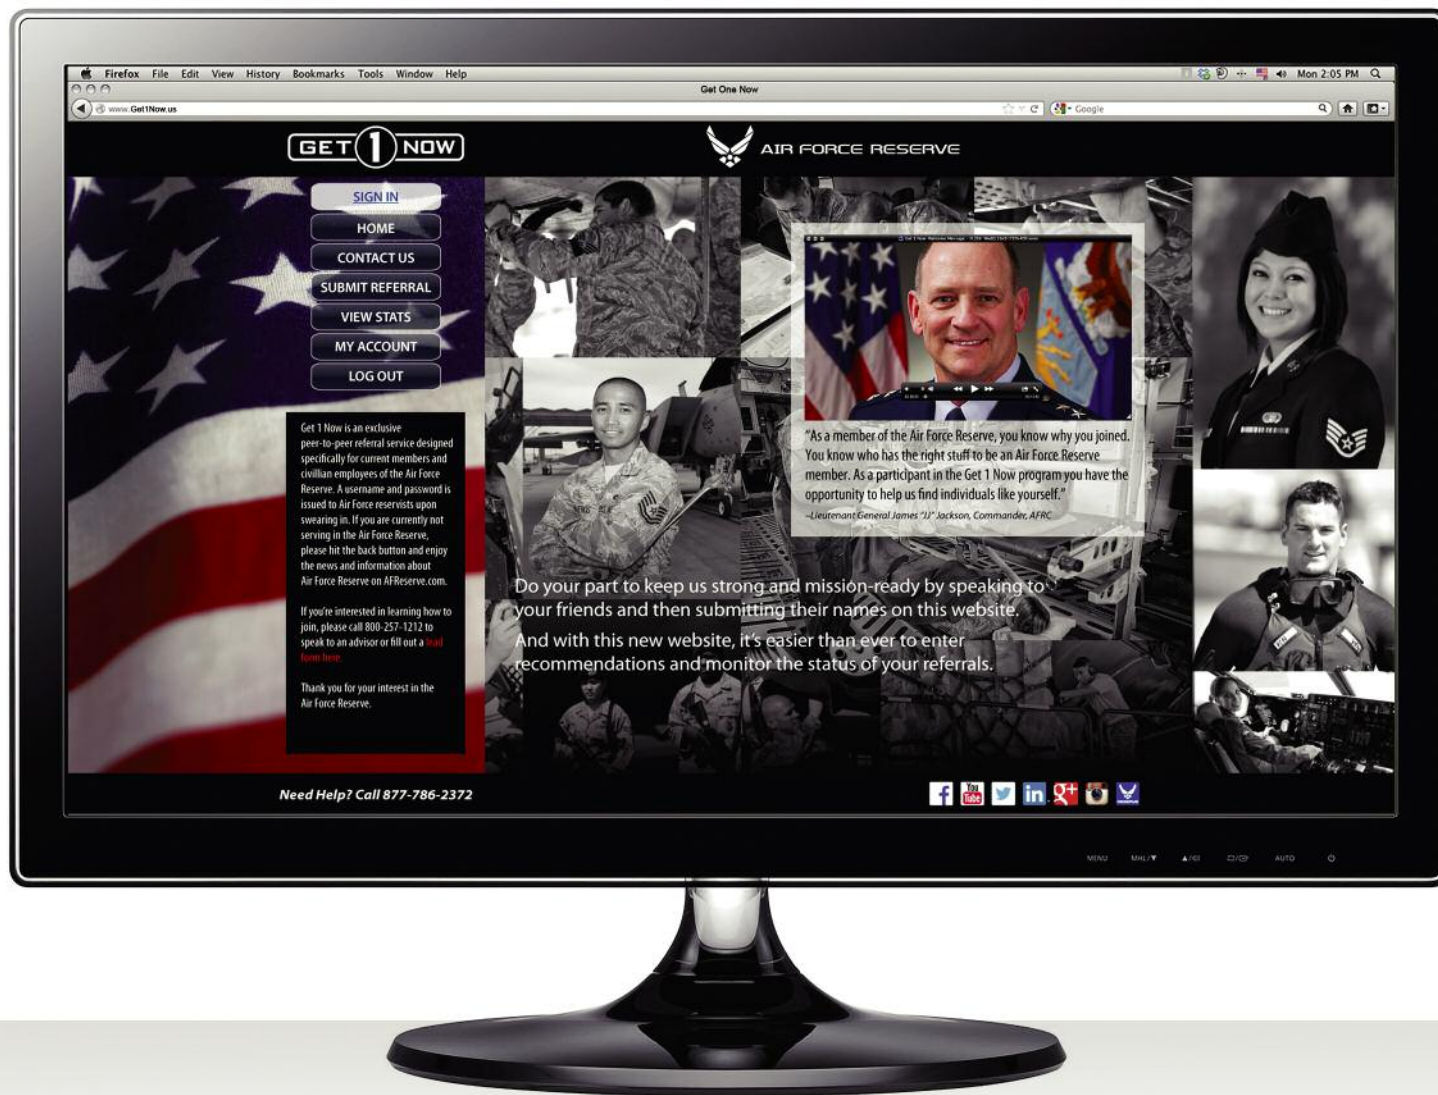 Firefox File Edit View History Bookmarks Tools Window Help
Mon 2:05 PM
Get One Now
www.Get1Now.us
Google
GET 1 NOW
AIR FORCE RESERVE
SIGN IN
HOME
CONTACT US
SUBMIT REFERRAL
VIEW STATS
MY ACCOUNT
LOG OUT
Get 1 Now is an exclusive
peer-to-peer referral service designed
specifically for current members and
civillian employees of the Air Force
Reserve. A username and password is
issued to Air Force reservists upon
swearing in. If you are currently not
serving in the Air Force Reserve,
please hit the back button and enjoy
the news and information about
Air Force Reserve on AFReserve.com.
If you're interested in learning how to
join, please call 800-257-1212 to
speak to an advisor or fill out a lead
form here.
Thank you for your interest in the
Air Force Reserve.
"As a member of the Air Force Reserve, you know why you joined.
You know who has the right stuff to be an Air Force Reserve
member. As a participant in the Get 1 Now program you have the
opportunity to help us find individuals like yourself."
–Lieutenant General James "JJ" Jackson, Commander, AFRC
Do your part to keep us strong and mission-ready by speaking to
your friends and then submitting their names on this website.
And with this new website, it's easier than ever to enter
recommendations and monitor the status of your referrals.
Need Help? Call 877-786-2372
f You Tube in g+
MENU MHL/▼ AUTO